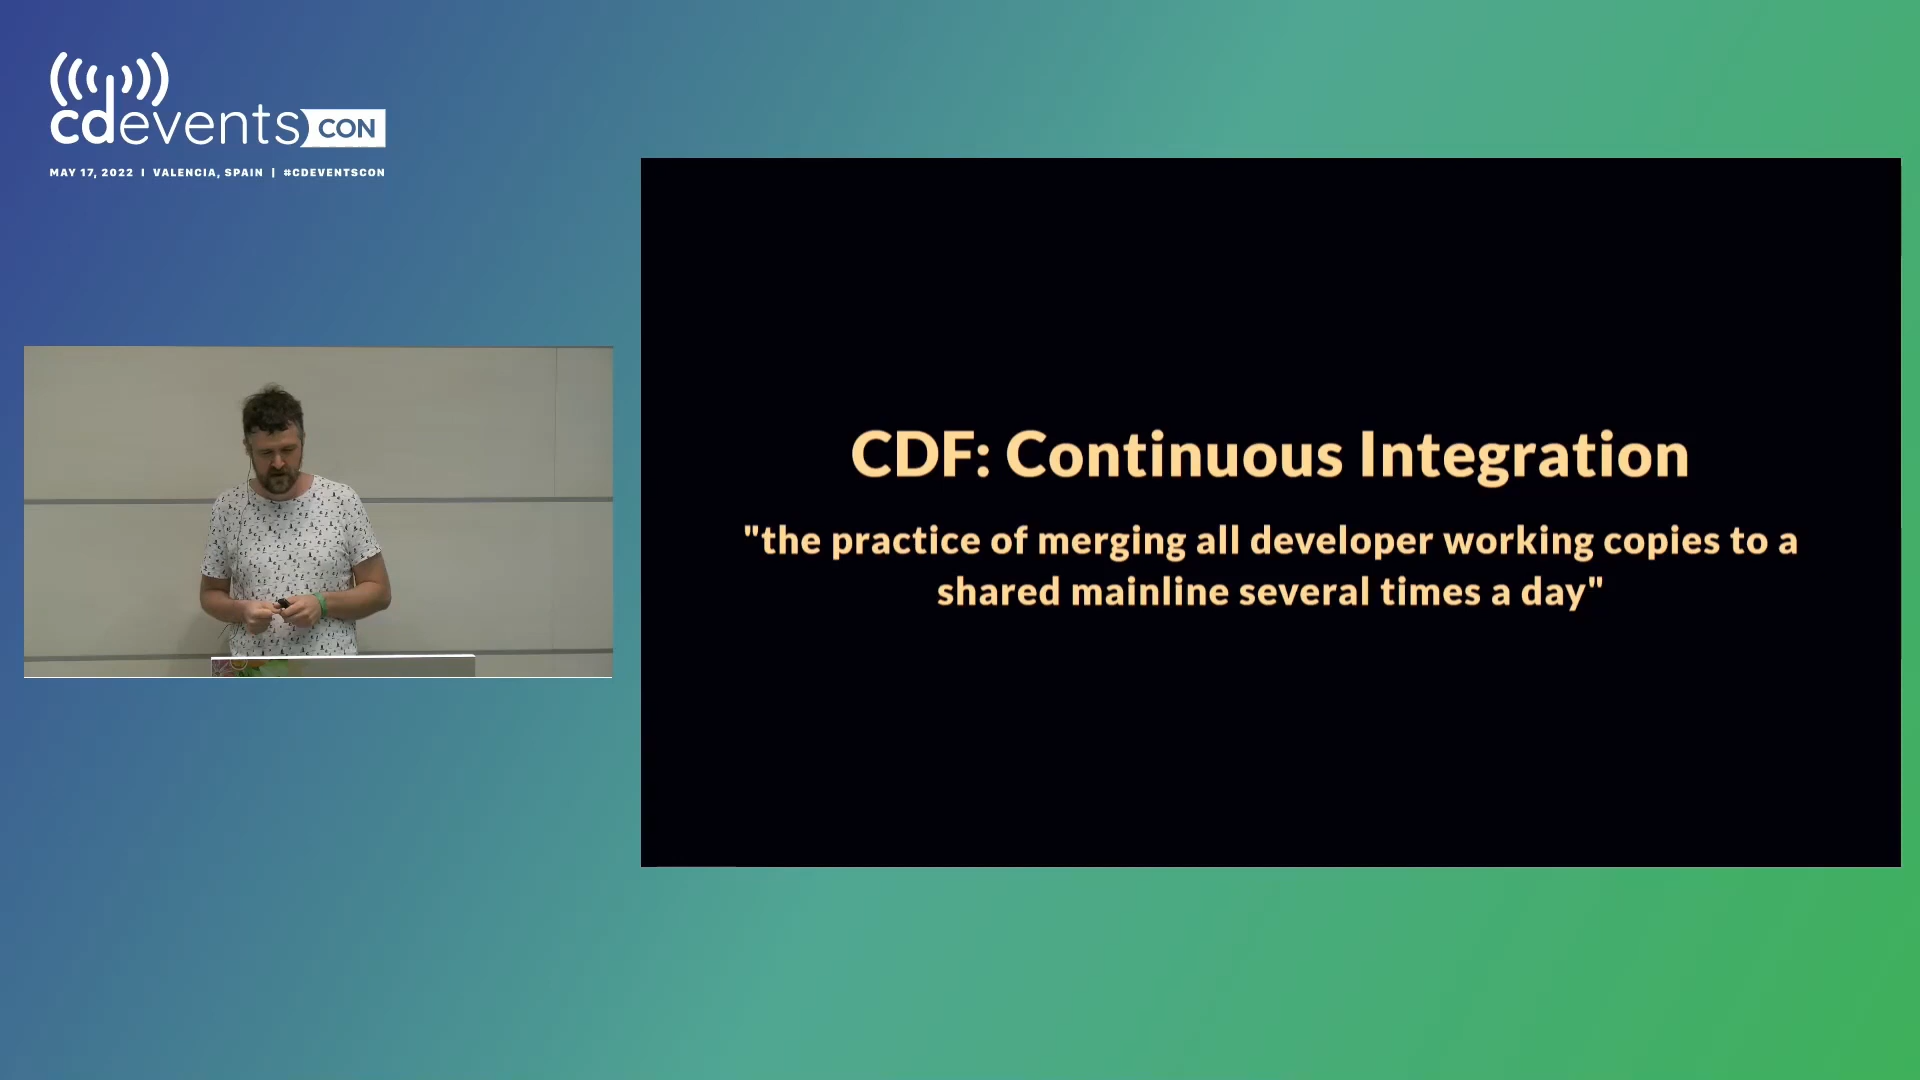 cdevents CON
MAY 17, 2022 I VALENCIA, SPAIN | #CDEVENTSCON
CDF: Continuous Integration
"the practice of merging all developer working copies to a
shared mainline several times a day"